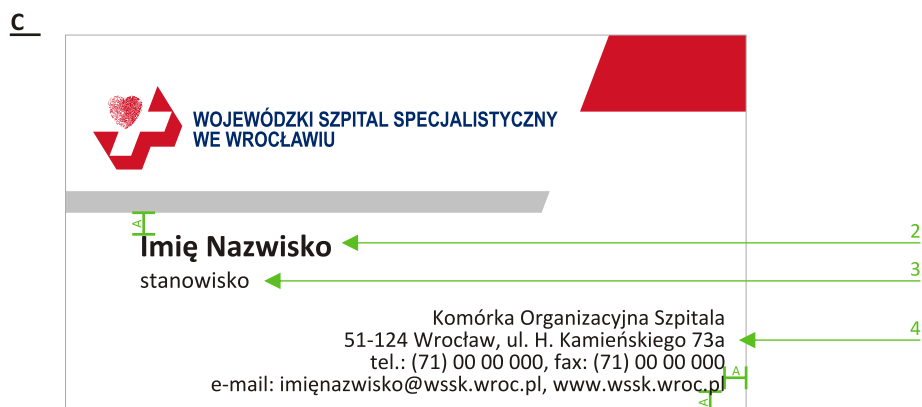 C
WOJEWÓDZKI SZPITAL SPECJALISTYCZNY
WE WROCŁAWIU
A
Imię Nazwisko
2
stanowisko
3
Komórka Organizacyjna Szpitala
51-124 Wrocław, ul. H. Kamieńskiego 73a
4
tel.: (71) 00 00 000, fax: (71) 00 00 000
A
e-mail: imięnazwisko@wssk.wroc.pl, www.wssk.wroc.pl
A